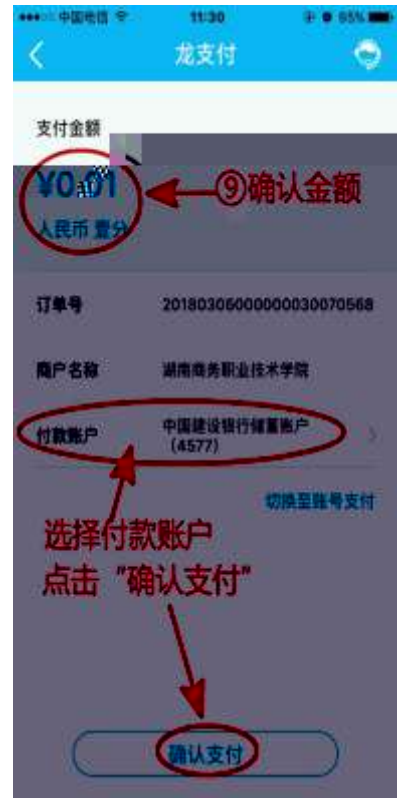 中国电信 11:30 65%
龙支付
支付金额
¥0.01
⑨确认金额
人民币 壹分
订单号 20180306000000030070568
商户名称 湖南商务职业技术学院
付款账户 中国建设银行储蓄账户
(4577)
切换至账号支付
选择付款账户
点击“确认支付”
确认支付